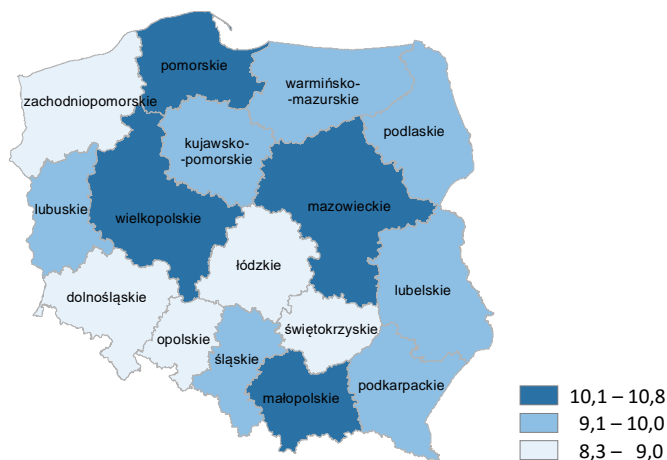 pomorskie
warmińsko-
-mazurskie
zachodniopomorskie
podlaskie
kujawsko-
-pomorskie
lubuskie
wielkopolskie
mazowieckie
łódzkie
lubelskie
dolnośląskie
świętokrzyskie
opolskie
śląskie
podkarpackie
małopolskie
10,1 – 10,8
9,1 – 10,0
8,3 – 9,0